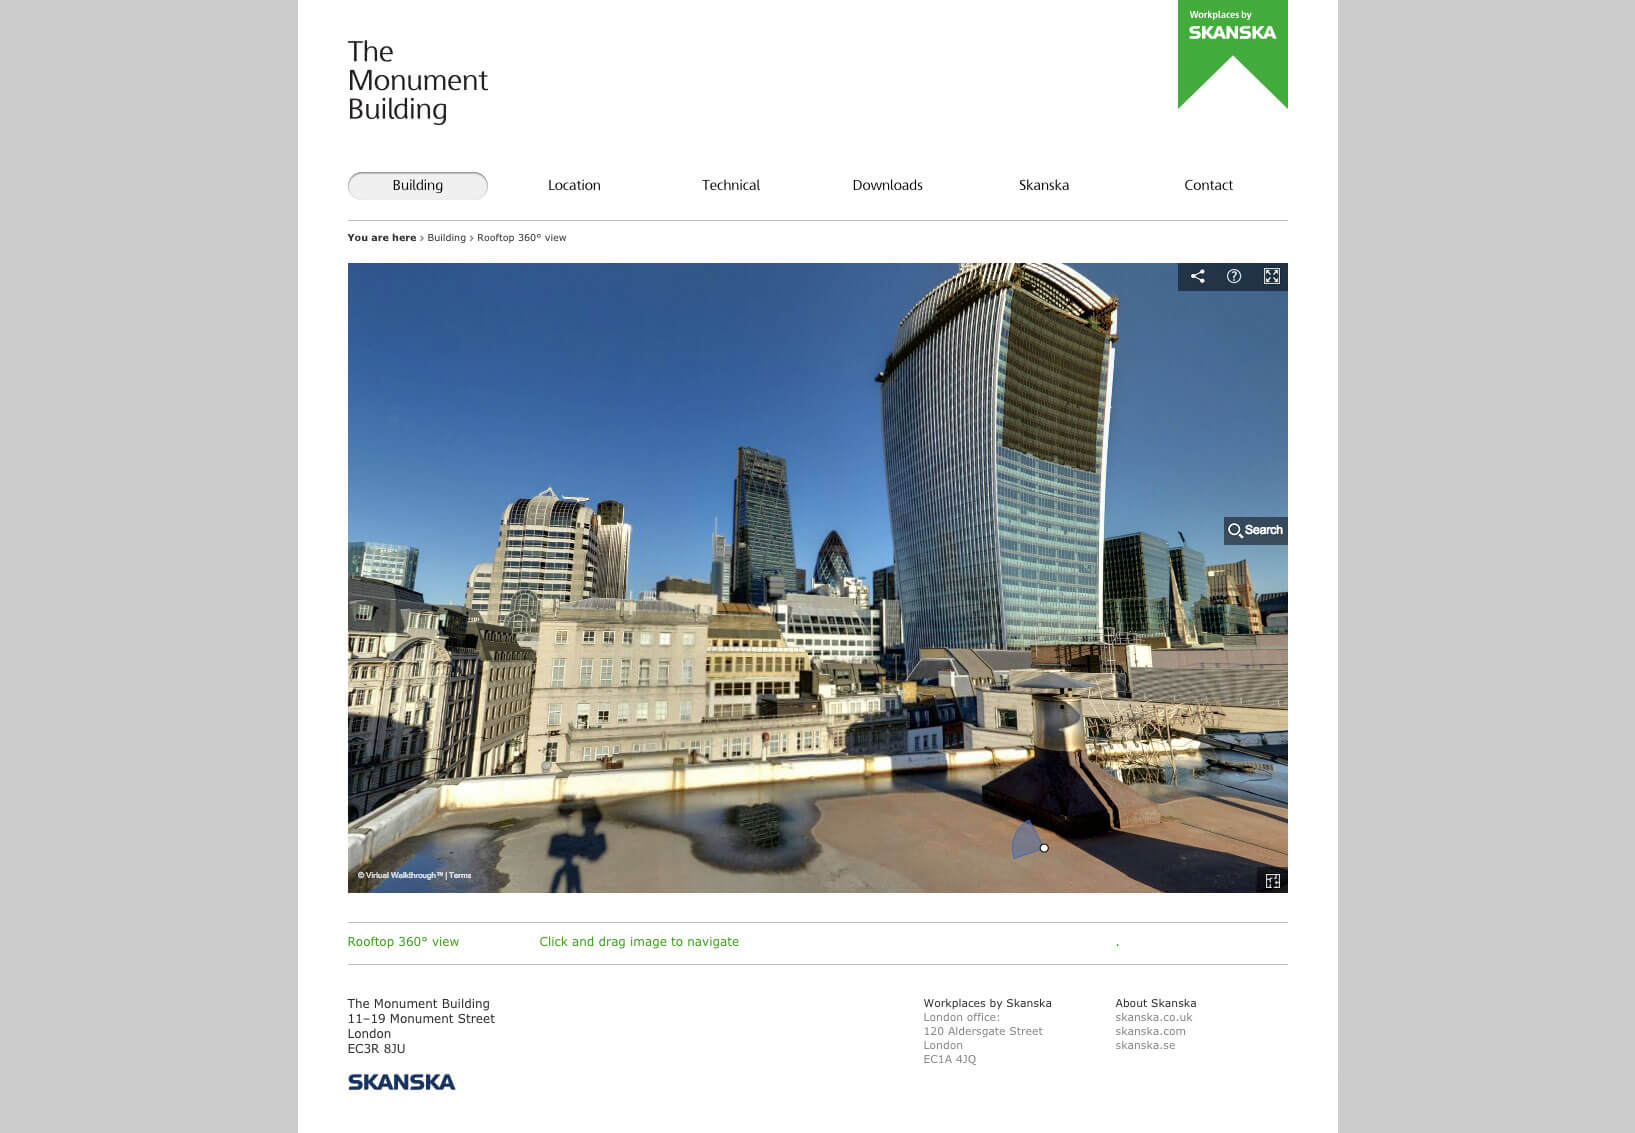 Workplaces by
SKANSKA
The
Monument
Building
Building
Location
Technical
Downloads
Skanska
Contact
You are here › Building › Rooftop 360° view
Search
© Virtual Walkthrough™ | Terms
Rooftop 360° view
Click and drag image to navigate
.
The Monument Building
11–19 Monument Street
London
EC3R 8JU
SKANSKA
Workplaces by Skanska
London office:
120 Aldersgate Street
London
EC1A 4JQ
About Skanska
skanska.co.uk
skanska.com
skanska.se